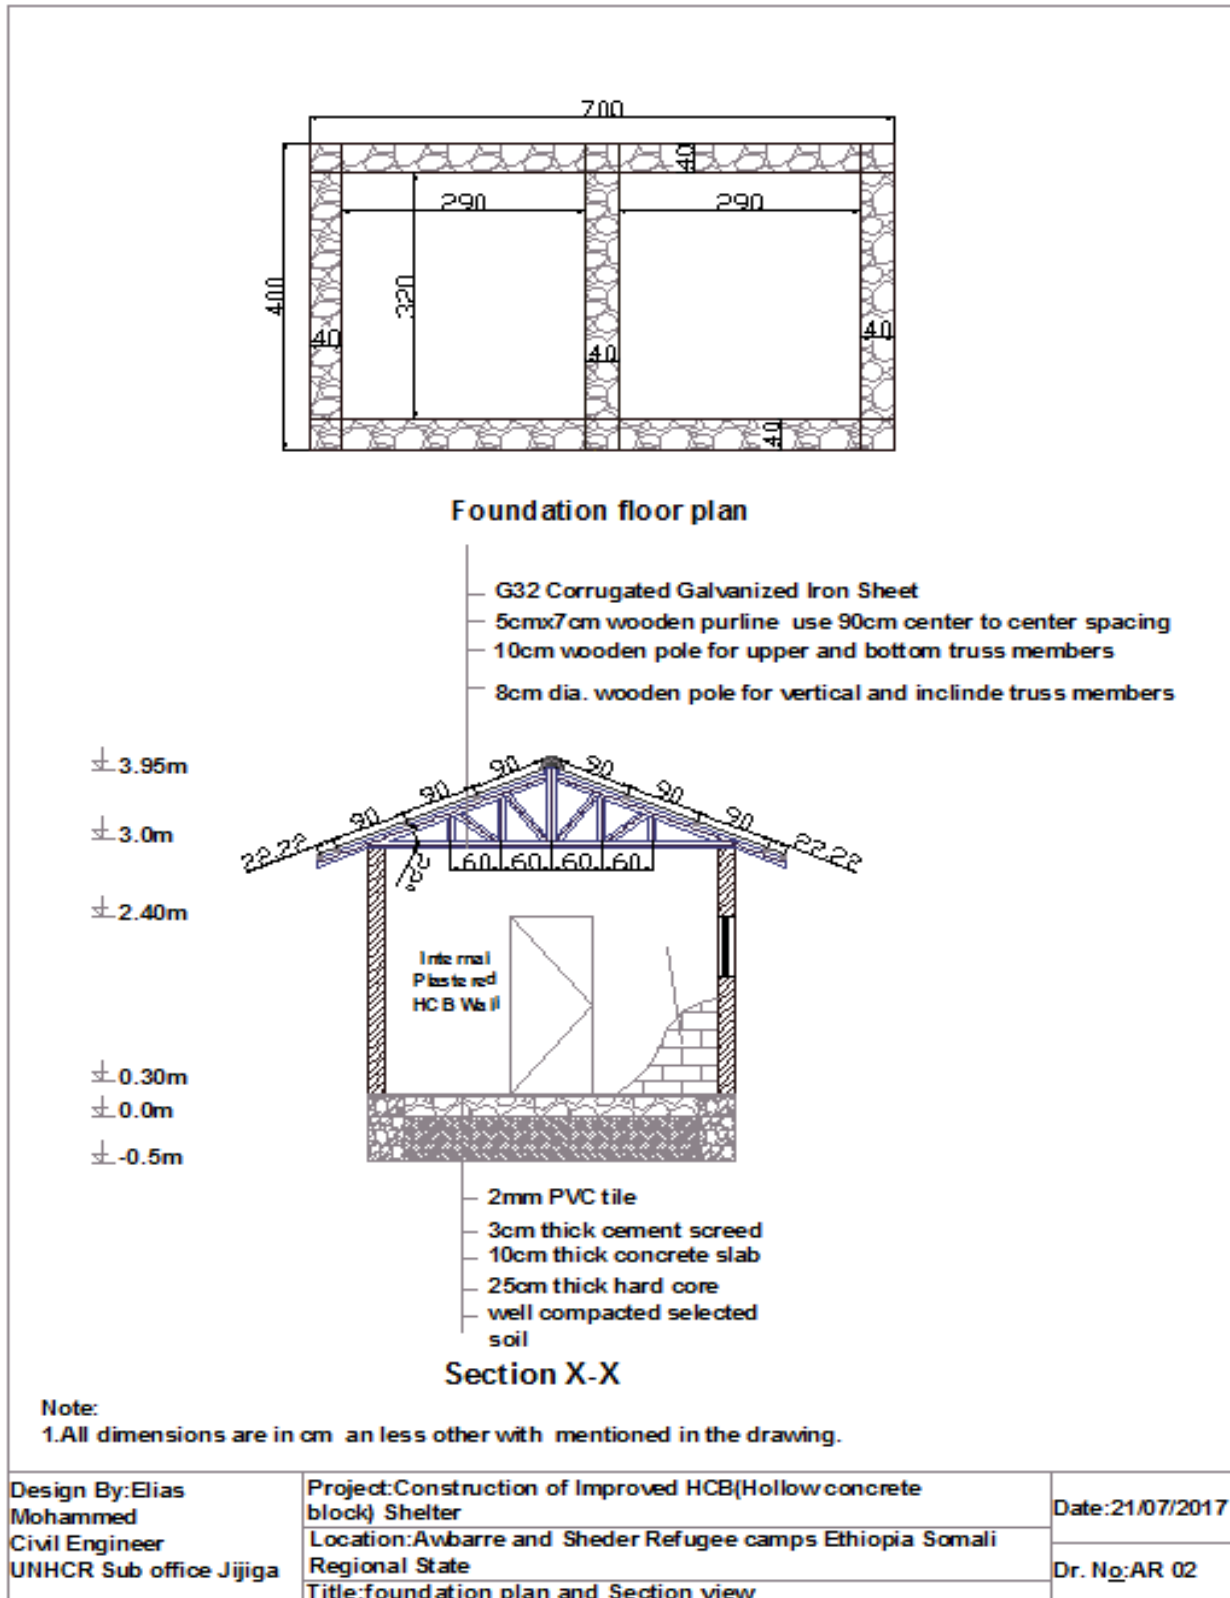 700
40
290
290
400
320
40
40
40
40
Foundation floor plan
G32 Corrugated Galvanized Iron Sheet
5cmx7cm wooden purline use 90cm center to center spacing
10cm wooden pole for upper and bottom truss members
8cm dia. wooden pole for vertical and inclinde truss members
3.95m
90
90
90
90
90
90
3.0m
22.22
22.22
60
60
60
60
22°
2.40m
Internal
Plastered
HCB Wall
0.30m
0.0m
-0.5m
2mm PVC tile
3cm thick cement screed
10cm thick concrete slab
25cm thick hard core
well compacted selected
soil
Section X-X
Note:
1.All dimensions are in cm an less other with mentioned in the drawing.
Design By:Elias
Mohammed
Civil Engineer
UNHCR Sub office Jijiga
Project:Construction of Improved HCB(Hollow concrete
block) Shelter
Location:Awbarre and Sheder Refugee camps Ethiopia Somali
Regional State
Title:foundation plan and Section view
Date:21/07/2017
Dr. No:AR 02